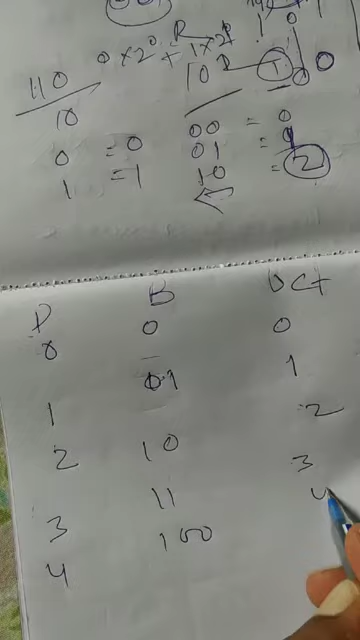 0 × 2⁰ + 1 × 2¹
110
10
10
0 = 0
1 = 1
00 = 0
01 =
10 = 2
D B Oct
0 0 0
1 01 1
2 10 2
3 11 3
4 100 4